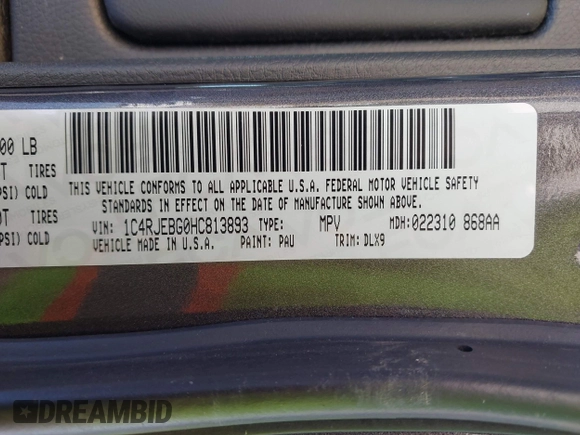 00 LB
TIRES
PSI) COLD
TIRES
PSI) COLD
THIS VEHICLE CONFORMS TO ALL APPLICABLE U.S.A. FEDERAL MOTOR VEHICLE SAFETY
STANDARDS IN EFFECT ON THE DATE OF MANUFACTURE SHOWN ABOVE.
VIN: 1C4RJEBG0HC813893 TYPE: MPV MDH:022310 868AA
VEHICLE MADE IN U.S.A. PAINT: PAU TRIM: DLX9
DREAMBID